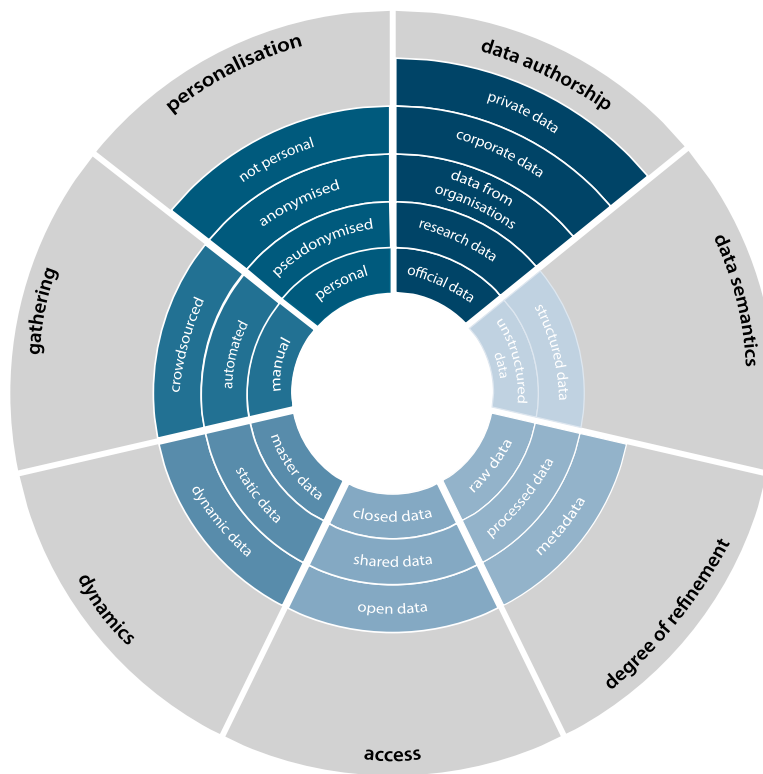 data authorship
private data
corporate data
data from
organisations
research data
official data
data semantics
structured data
unstructured
data
degree of refinement
metadata
processed data
raw data
access
closed data
shared data
open data
dynamics
dynamic data
static data
master data
gathering
crowdsourced
automated
manual
personalisation
not personal
anonymised
pseudonymised
personal